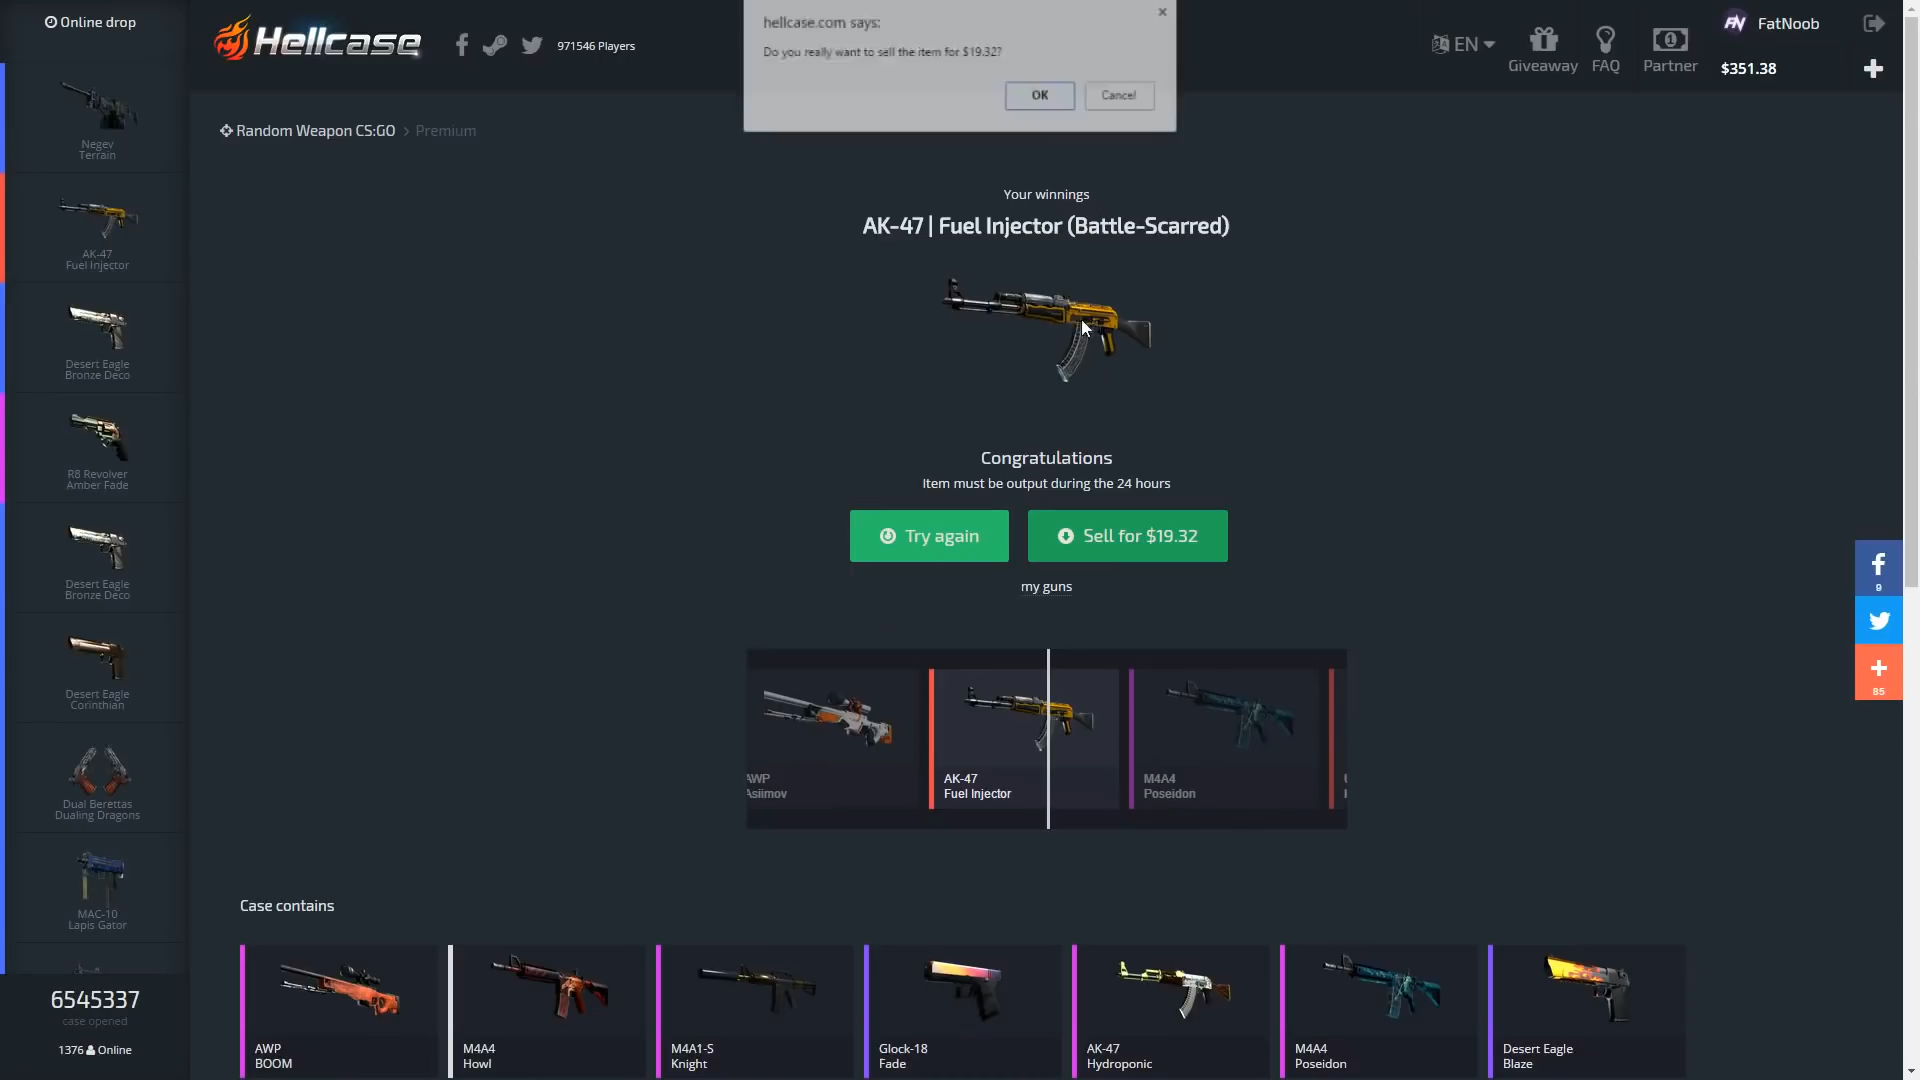 Online drop
Negev
Terrain
AK-47
Fuel Injector
Desert Eagle
Bronze Deco
R8 Revolver
Amber Fade
Desert Eagle
Bronze Deco
Desert Eagle
Corinthian
Dual Berettas
Dualing Dragons
MAC-10
Lapis Gator
6545337
case opened
1376 Online
Hellcase
971546 Players
hellcase.com says:
Do you really want to sell the item for $19.32?
OK
Cancel
EN
Giveaway
FAQ
Partner
FatNoob
$351.38
Random Weapon CS:GO > Premium
Your winnings
AK-47 | Fuel Injector (Battle-Scarred)
Congratulations
Item must be output during the 24 hours
Try again
Sell for $19.32
my guns
AWP
Asiimov
AK-47
Fuel Injector
M4A4
Poseidon
9
85
Case contains
AWP
BOOM
M4A4
Howl
M4A1-S
Knight
Glock-18
Fade
AK-47
Hydroponic
M4A4
Poseidon
Desert Eagle
Blaze